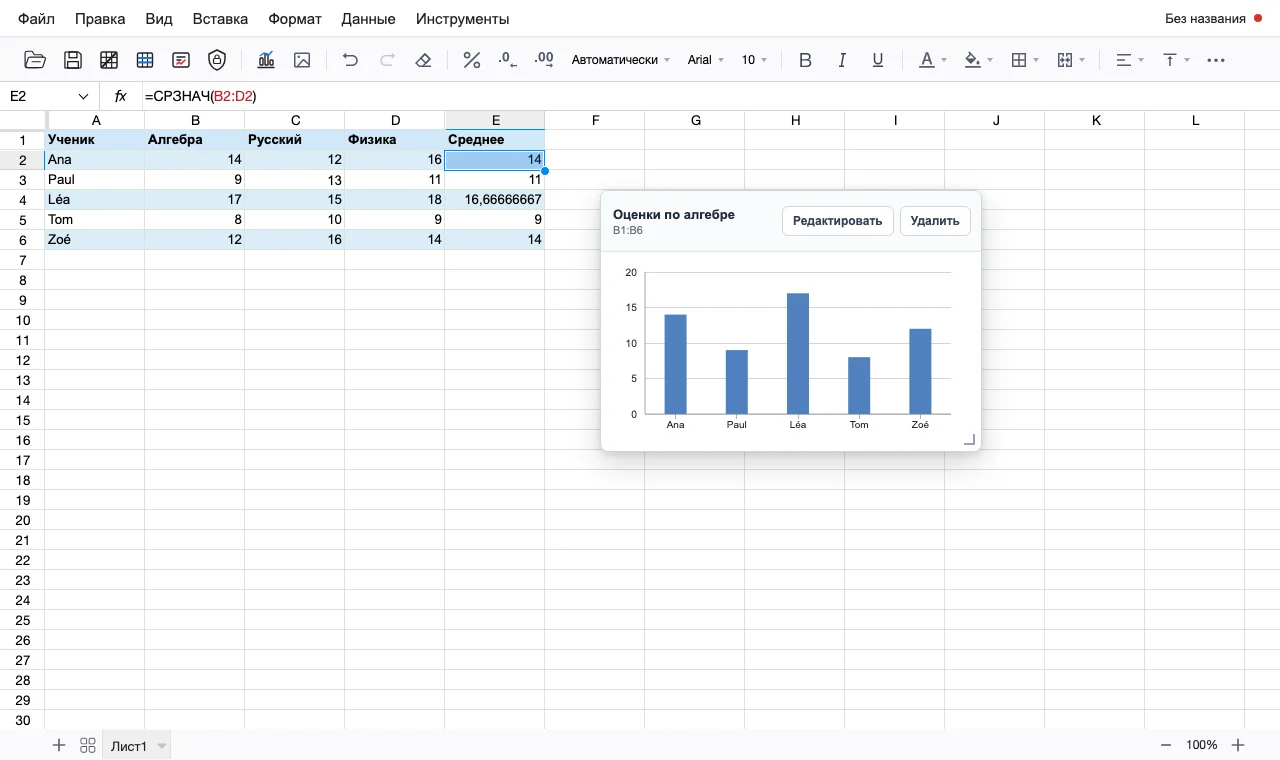 Файл Правка Вид Вставка Формат Данные Инструменты Без названия
% .0 .00 Автоматически Arial 10 B I U A
E2 fx =СРЗНАЧ(B2:D2)
A B C D E F G H I J K L
1 Ученик Алгебра Русский Физика Среднее
2 Ana 14 12 16 14
3 Paul 9 13 11 11
4 Léa 17 15 18 16,66666667
5 Tom 8 10 9 9
6 Zoé 12 16 14 14
7
8
9
10
11
12
13
14
15
16
17
18
19
20
21
22
23
24
25
26
27
28
29
30
Оценки по алгебре
B1:B6
Редактировать Удалить
20
15
10
5
0
Ana Paul Léa Tom Zoé
Лист1 100%